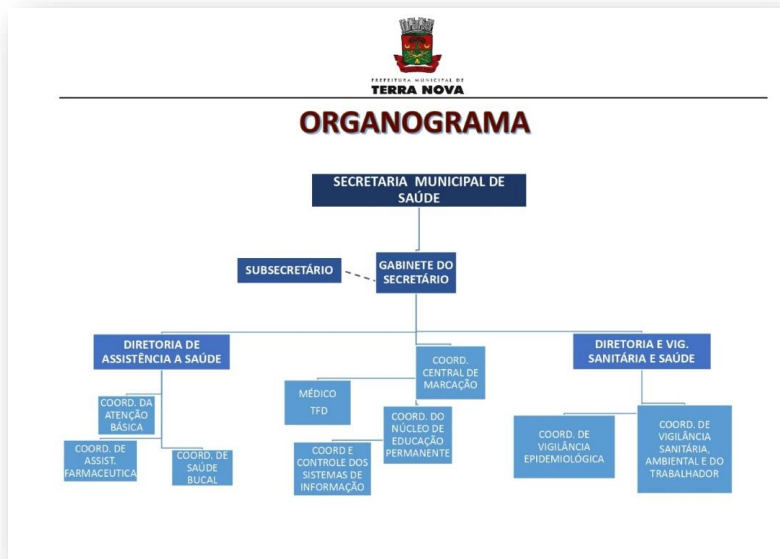 PREFEITURA MUNICIPAL DE
TERRA NOVA
ORGANOGRAMA
SECRETARIA MUNICIPAL DE
SAÚDE
SUBSECRETÁRIO
GABINETE DO
SECRETÁRIO
DIRETORIA DE
ASSISTÊNCIA A SAÚDE
COORD. DA
ATENÇÃO
BÁSICA
COORD. DE
ASSIST.
FARMACEUTICA
COORD. DE
SAÚDE
BUCAL
COORD.
CENTRAL DE
MARCAÇÃO
MÉDICO
TFD
COORD. DO
NÚCLEO DE
EDUCAÇÃO
PERMANENTE
COORD E
CONTROLE DOS
SISTEMAS DE
INFORMAÇÃO
DIRETORIA E VIG.
SANITÁRIA E SAÚDE
COORD. DE
VIGILÂNCIA
EPIDEMIOLÓGICA
COORD. DE
VIGILÂNCIA
SANITÁRIA,
AMBIENTAL E DO
TRABALHADOR